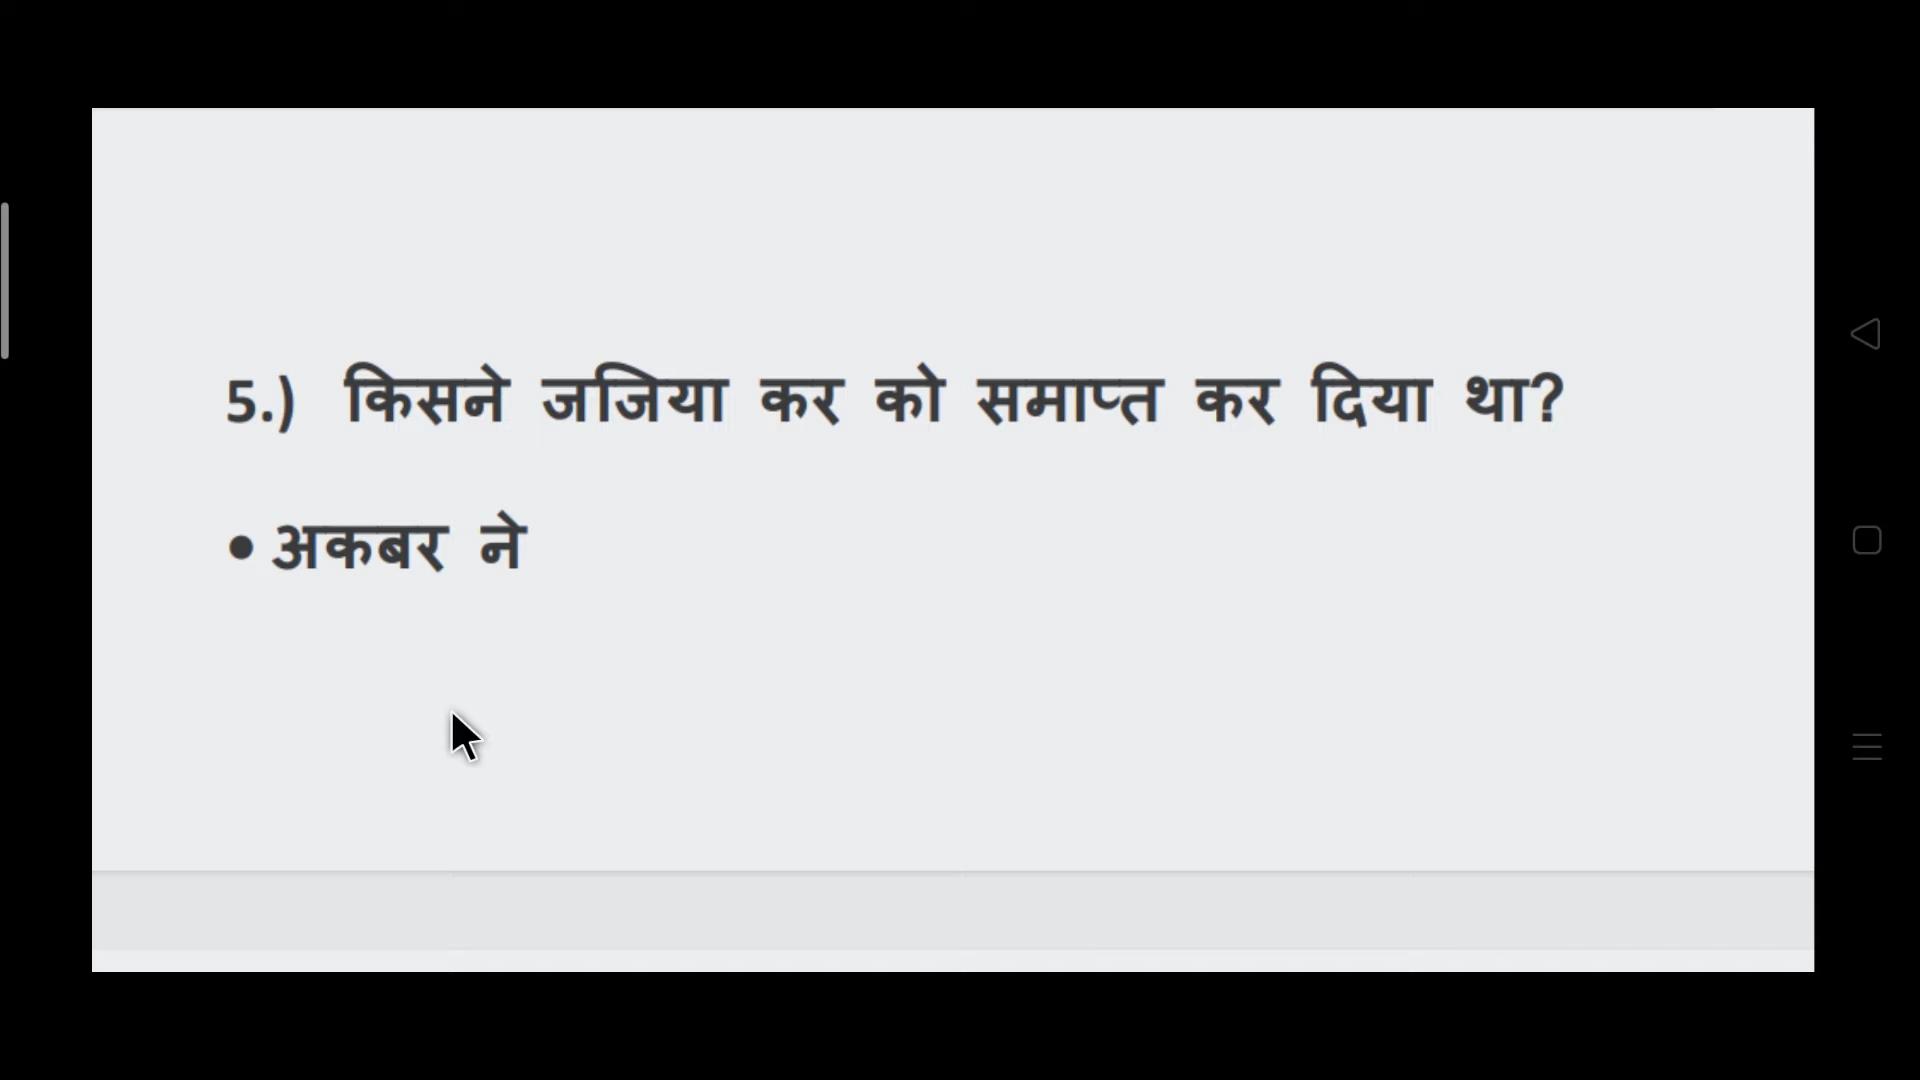 5.) किसने जजिया कर को समाप्त कर दिया था?
• अकबर ने